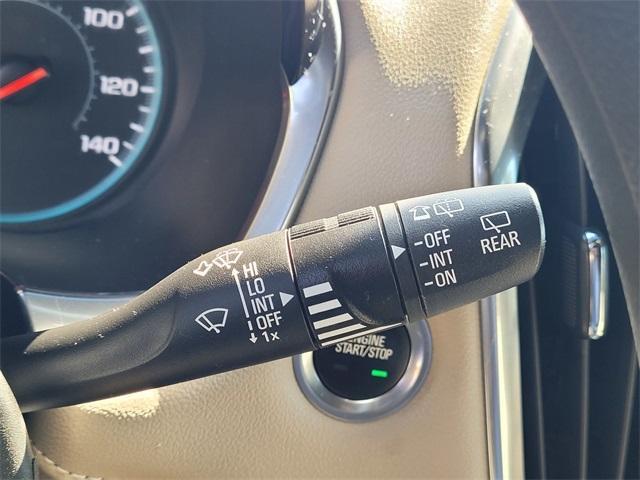 100
120
140
HI
LO
INT
OFF
1x
-OFF
-INT
-ON
REAR
ENGINE
START/STOP